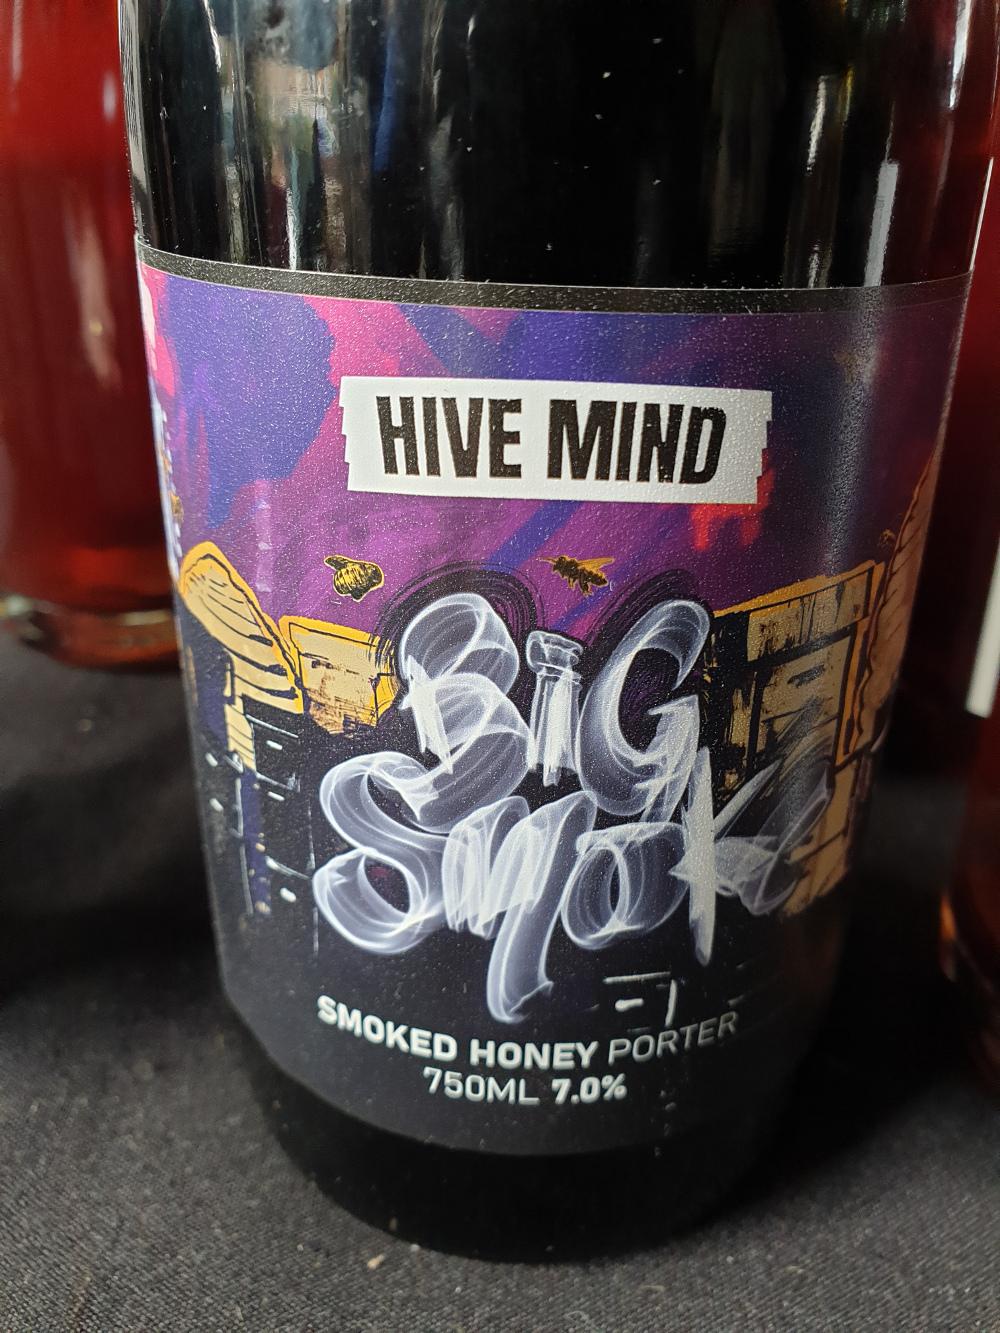 HIVE MIND
BiG
SMOKE
SMOKED HONEY PORTER
750ML 7.0%